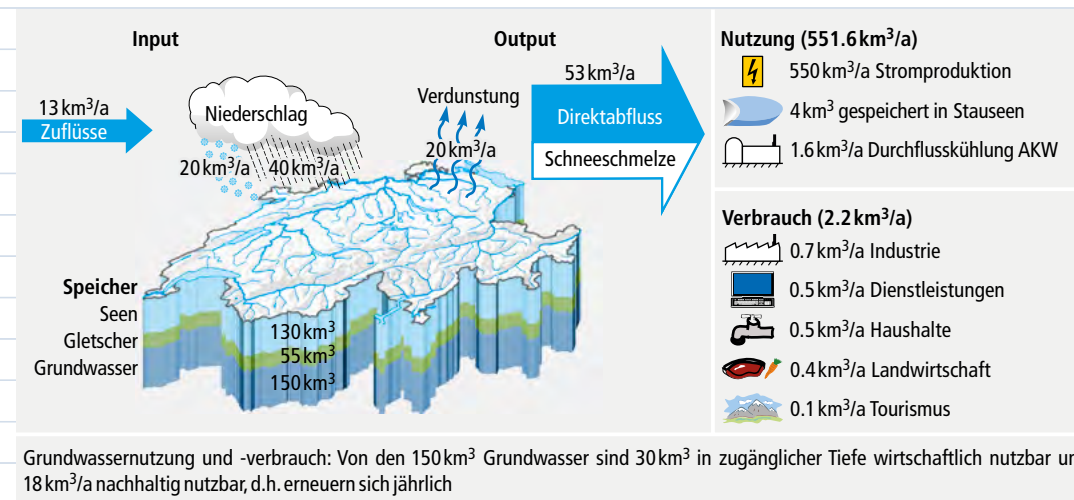 Input
Output
13 km³/a
Zuflüsse
Niederschlag
20 km³/a
40 km³/a
Verdunstung
20 km³/a
53 km³/a
Direktabfluss
Schneeschmelze
Speicher
Seen
Gletscher
Grundwasser
130 km³
55 km³
150 km³
Nutzung (551.6 km³/a)
550 km³/a Stromproduktion
4 km³ gespeichert in Stauseen
1.6 km³/a Durchflusskühlung AKW
Verbrauch (2.2 km³/a)
0.7 km³/a Industrie
0.5 km³/a Dienstleistungen
0.5 km³/a Haushalte
0.4 km³/a Landwirtschaft
0.1 km³/a Tourismus
Grundwassernutzung und -verbrauch: Von den 150 km³ Grundwasser sind 30 km³ in zugänglicher Tiefe wirtschaftlich nutzbar
18 km³/a nachhaltig nutzbar, d.h. erneuern sich jährlich